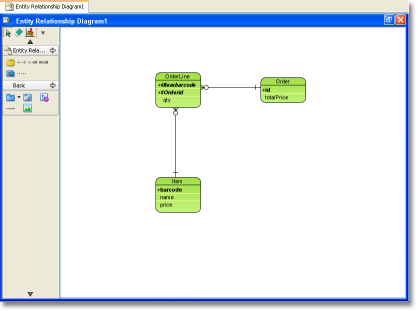 Entity Relationship Diagram1
Entity Relationship Diagram1
Entity Rela...
Basic
OrderLine
+#Itembarcode
+#Orderid
qty
Order
+id
totalPrice
Item
+barcode
name
price